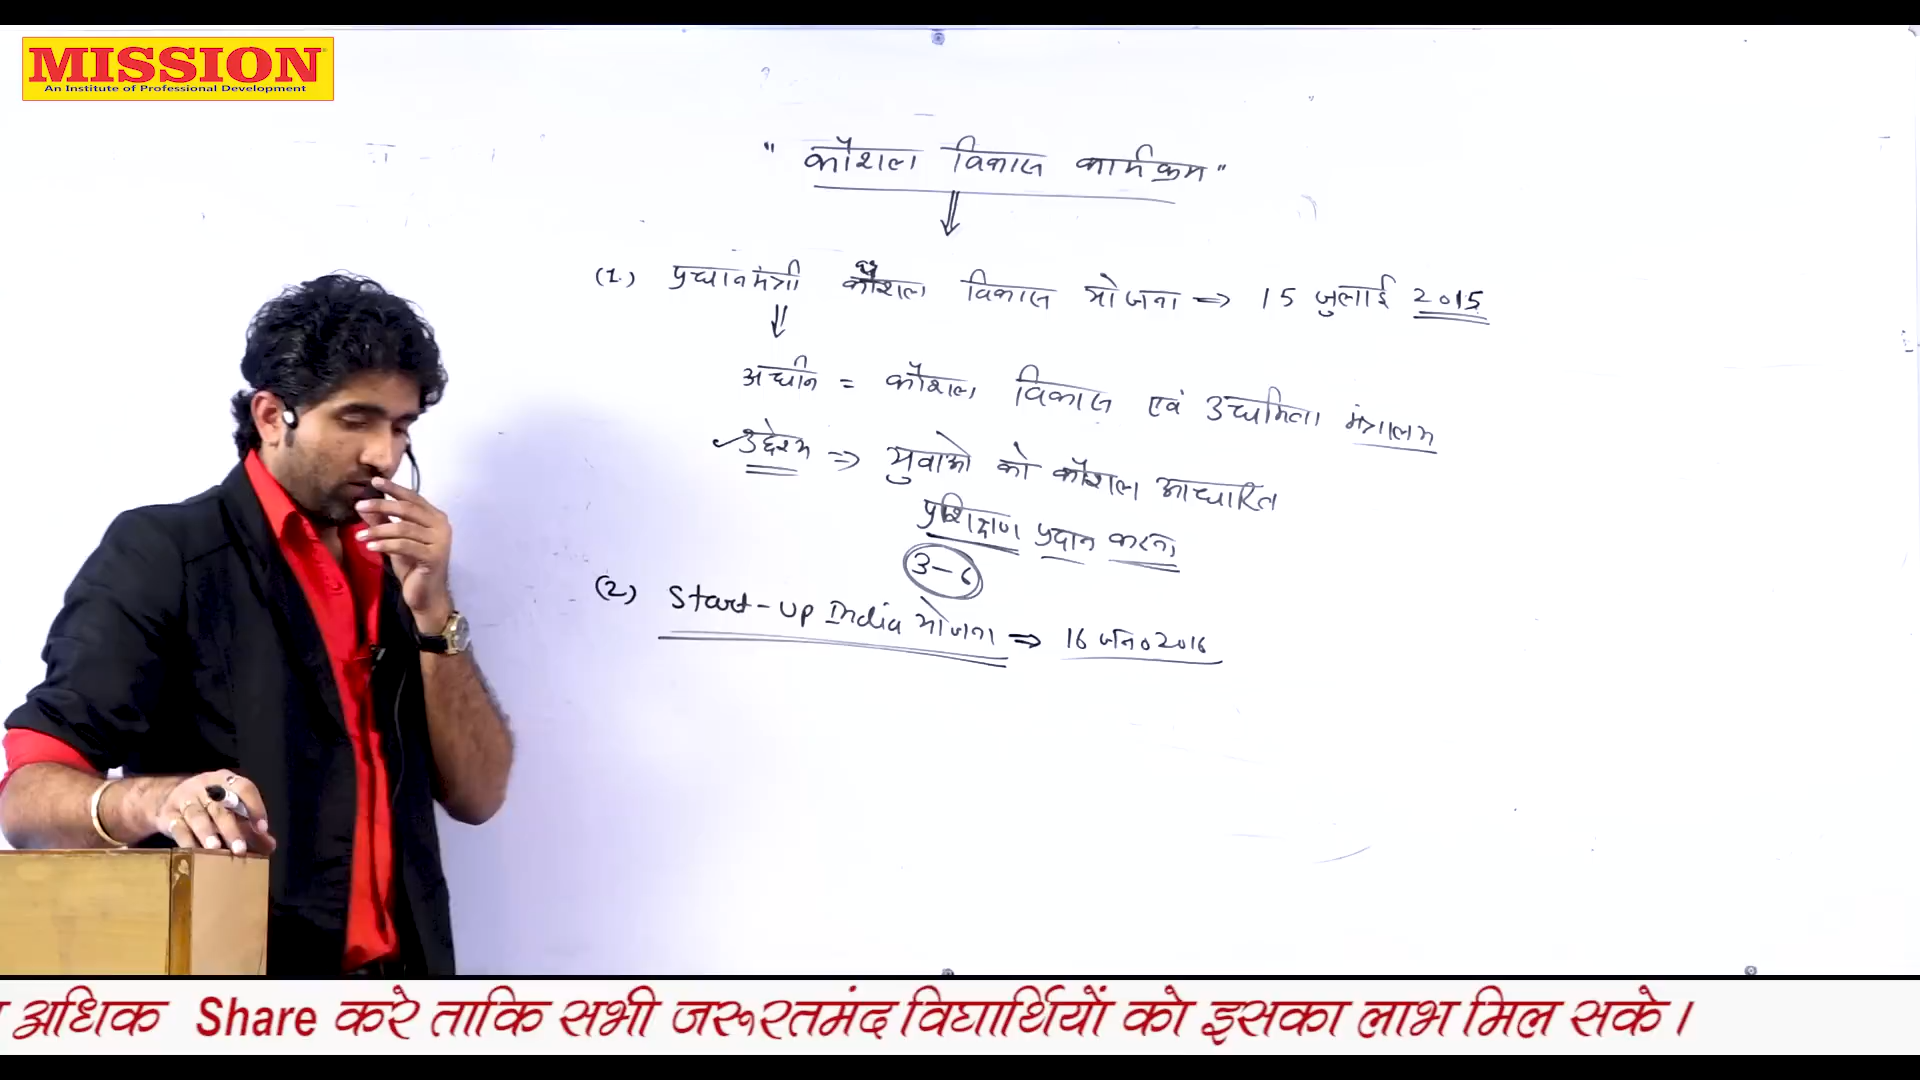 MISSION
An Institute of Professional Development
" कौशल विकास कार्यक्रम "
(1.) प्रधानमंत्री कौशल विकास योजना ⇒ 15 जुलाई 2015
अधीन = कौशल विकास एवं उद्यमिता मंत्रालय
उद्देश्य ⇒ युवाओं को कौशल आधारित
प्रशिक्षण प्रदान करना
3-6
(2) Start-up India योजना ⇒ 16 जन० 2016
अधिक Share करे ताकि सभी जरूरतमंद विद्यार्थियों को इसका लाभ मिल सके।